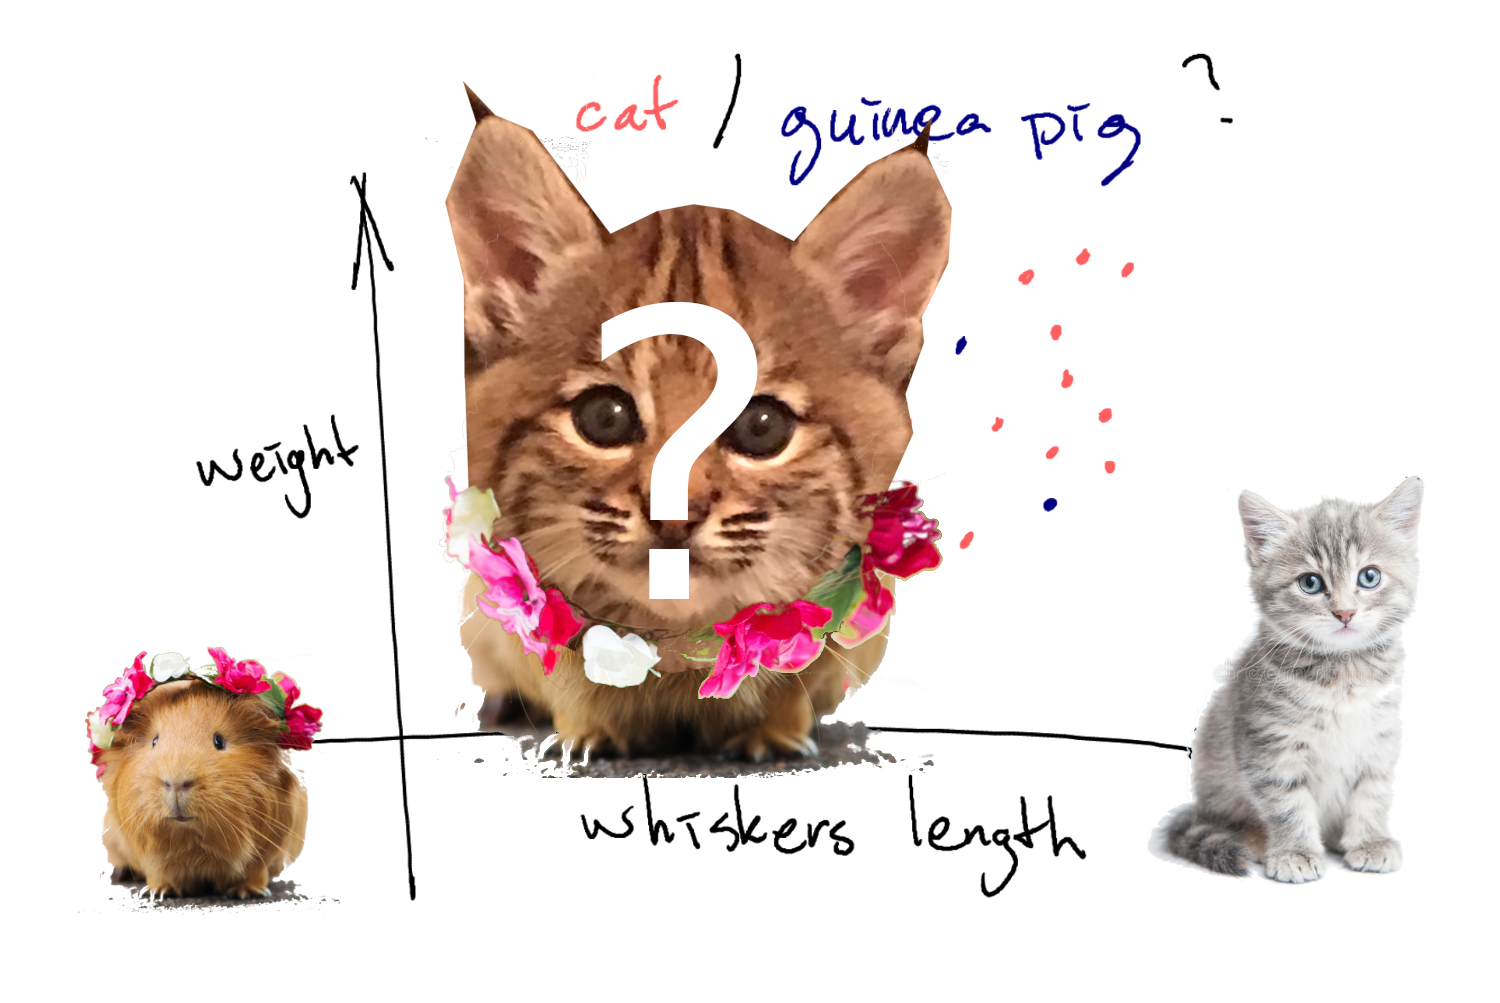 cat / guinea pig ?
?
weight
whiskers length